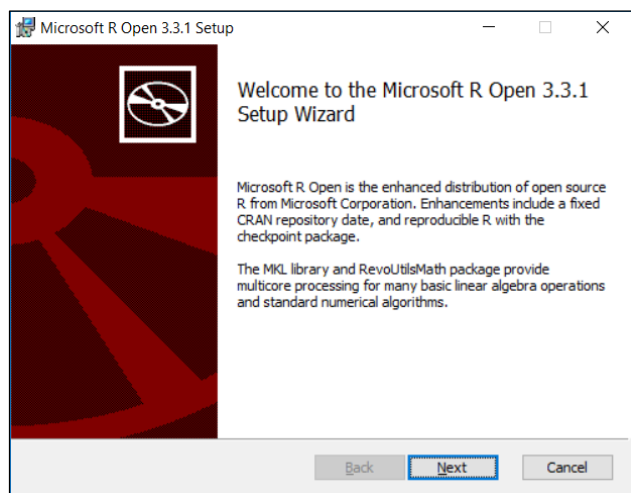 Microsoft R Open 3.3.1 Setup
Welcome to the Microsoft R Open 3.3.1
Setup Wizard
Microsoft R Open is the enhanced distribution of open source
R from Microsoft Corporation. Enhancements include a fixed
CRAN repository date, and reproducible R with the
checkpoint package.
The MKL library and RevoUtilsMath package provide
multicore processing for many basic linear algebra operations
and standard numerical algorithms.
Back
Next
Cancel